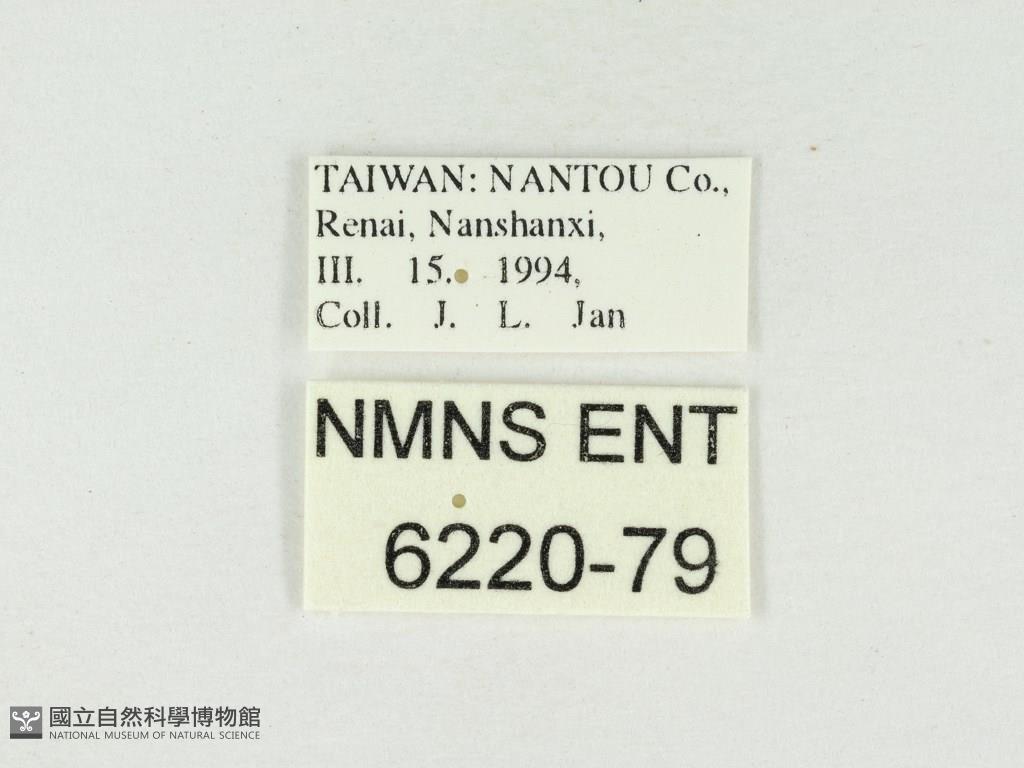 TAIWAN: NANTOU Co.,
Renai, Nanshanxi,
III. 15. 1994,
Coll. J. L. Jan
NMNS ENT
6220-79
國立自然科學博物館
NATIONAL MUSEUM OF NATURAL SCIENCE